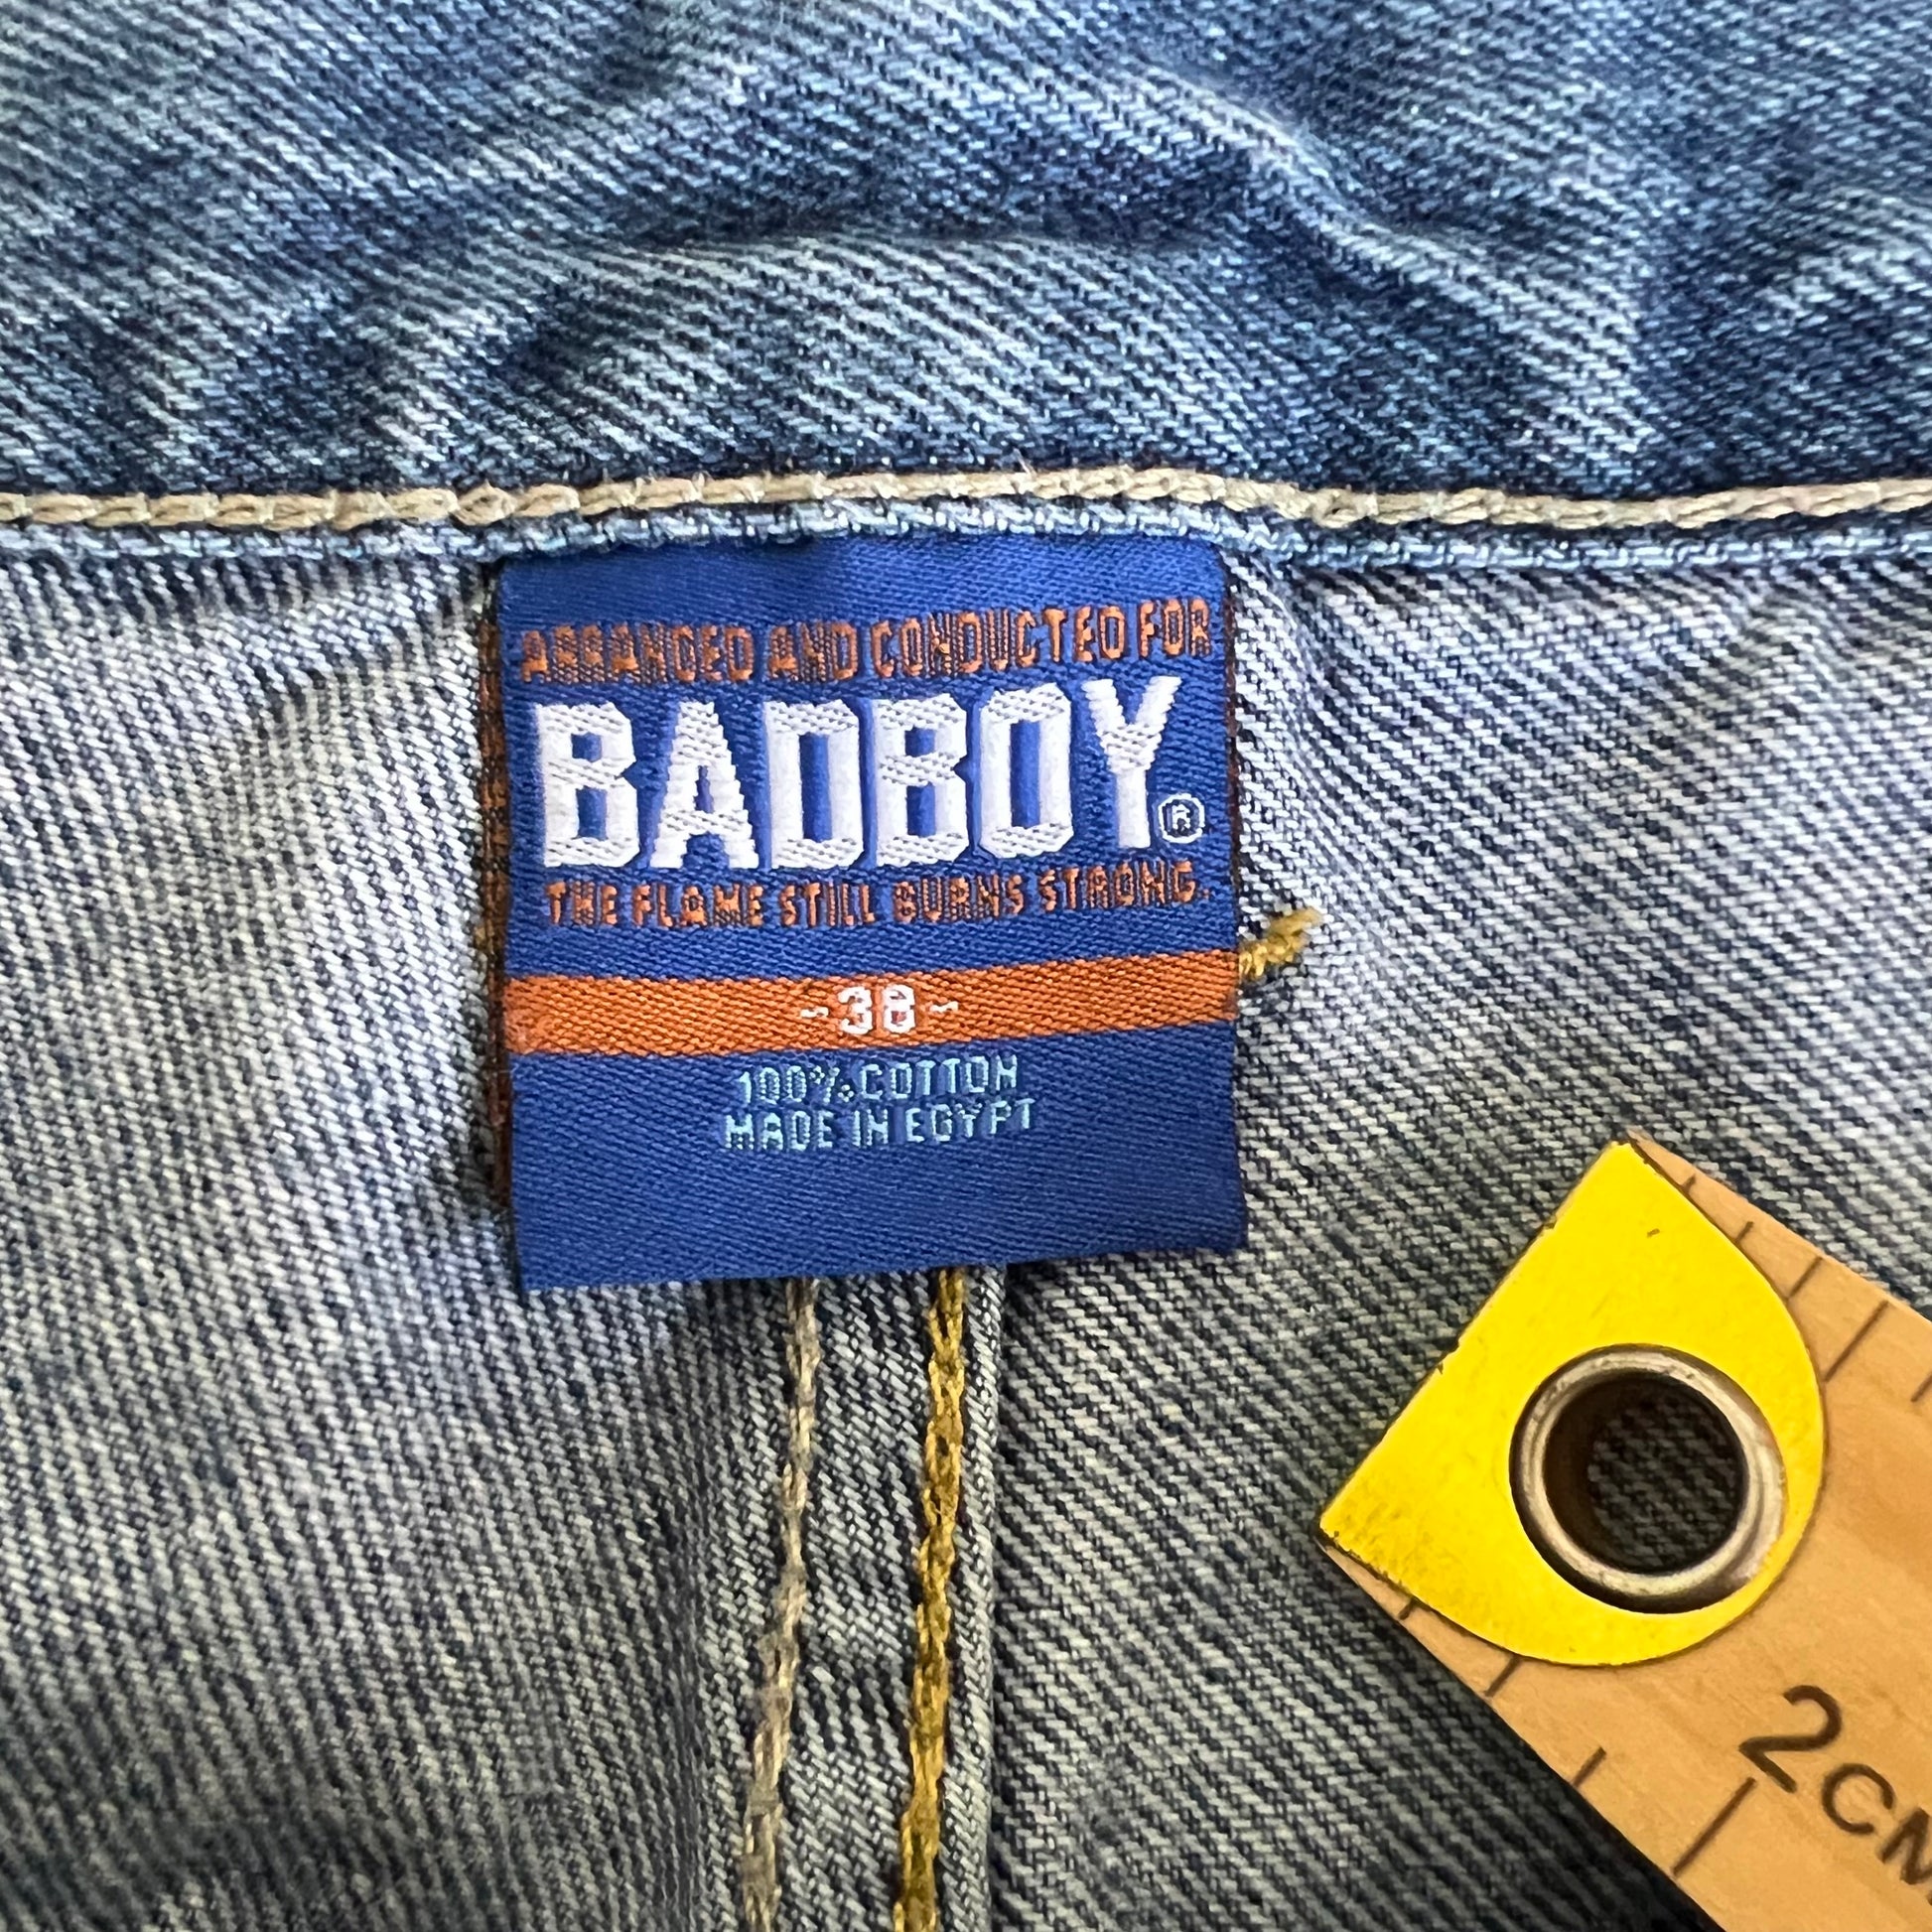 ARRANGED AND CONDUCTED FOR
BADBOY®
THE FLAME STILL BURNS STRONG.
-38-
100% COTTON
MADE IN EGYPT
2CM